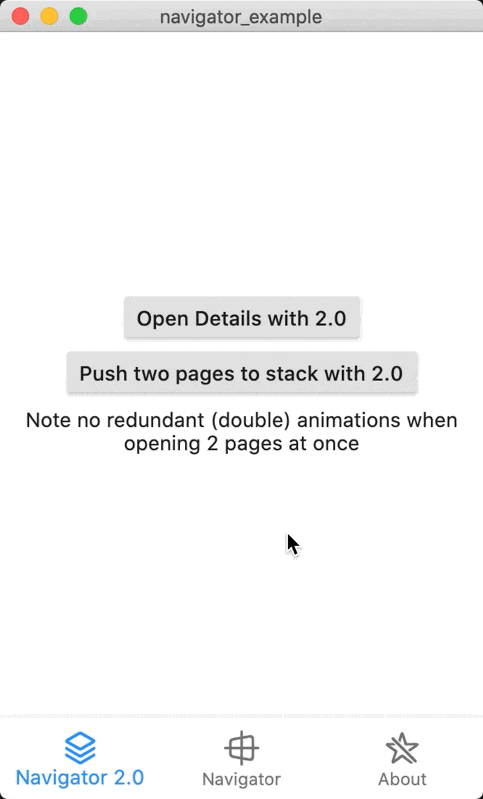 navigator_example
Open Details with 2.0
Push two pages to stack with 2.0
Note no redundant (double) animations when
opening 2 pages at once
Navigator 2.0
Navigator
About